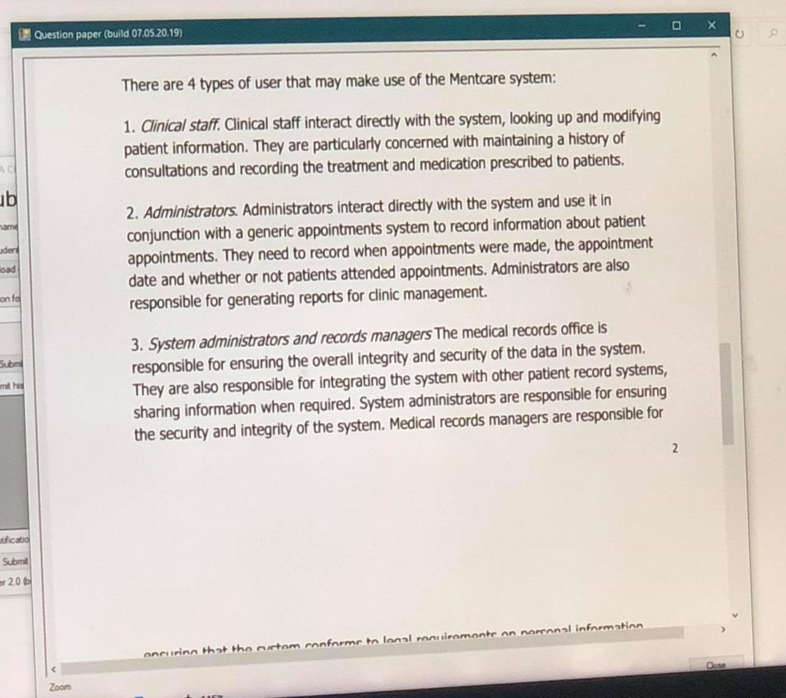 Question paper (build 07.05.20.19)
There are 4 types of user that may make use of the Mentcare system:
1. Clinical staff. Clinical staff interact directly with the system, looking up and modifying
patient information. They are particularly concerned with maintaining a history of
consultations and recording the treatment and medication prescribed to patients.
2. Administrators. Administrators interact directly with the system and use it in
conjunction with a generic appointments system to record information about patient
appointments. They need to record when appointments were made, the appointment
date and whether or not patients attended appointments. Administrators are also
responsible for generating reports for clinic management.
3. System administrators and records managers The medical records office is
responsible for ensuring the overall integrity and security of the data in the system.
They are also responsible for integrating the system with other patient record systems,
sharing information when required. System administrators are responsible for ensuring
the security and integrity of the system. Medical records managers are responsible for
2
ensuring that the system conforms to legal requirements on personal information
Close
Zoom
ub
name
uden
oad
on fo
Submi
mit his
tificatio
Submit
er 2.0 (b